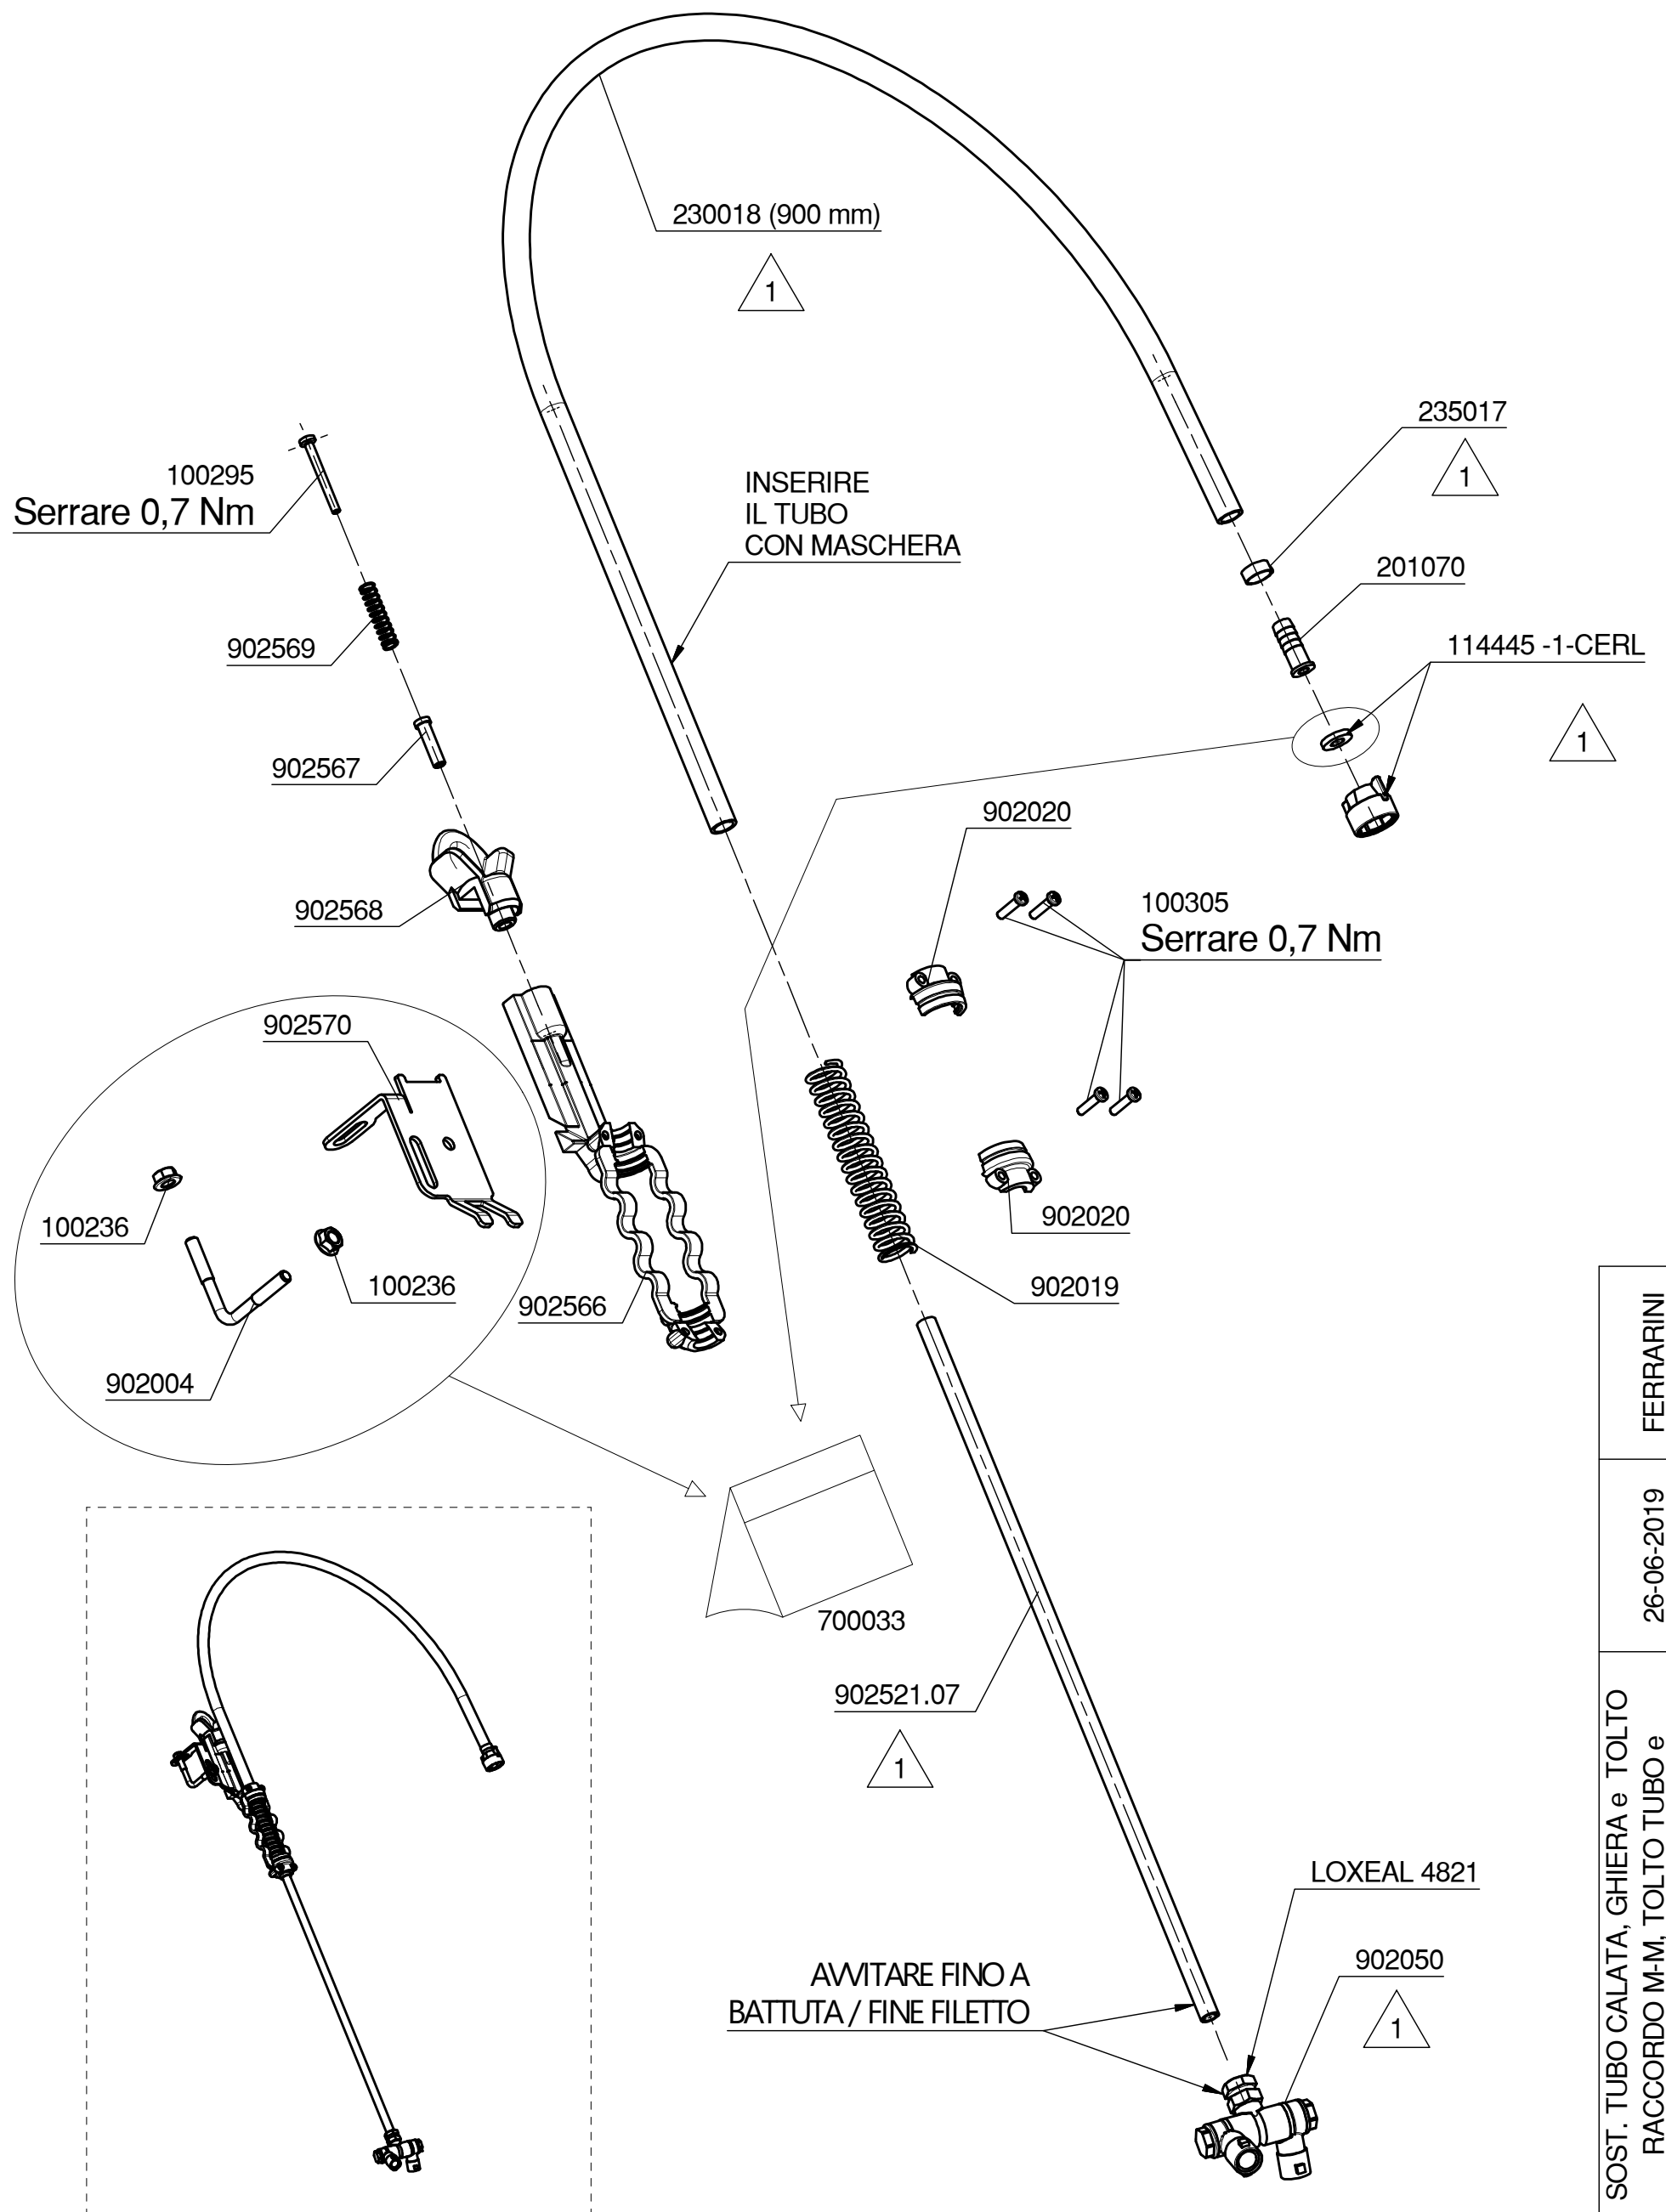 230018 (900 mm)
1
235017
1
100295
Serrare 0,7 Nm
INSERIRE
IL TUBO
CON MASCHERA
201070
902569
114445 -1-CERL
1
902567
902020
902568
100305
Serrare 0,7 Nm
902570
100236
902020
100236
902019
902566
902004
700033
902521.07
1
LOXEAL 4821
AVVITARE FINO A
BATTUTA / FINE FILETTO
902050
1
FERRARINI
26-06-2019
SOST. TUBO CALATA, GHIERA e TOLTO
RACCORDO M-M, TOLTO TUBO e